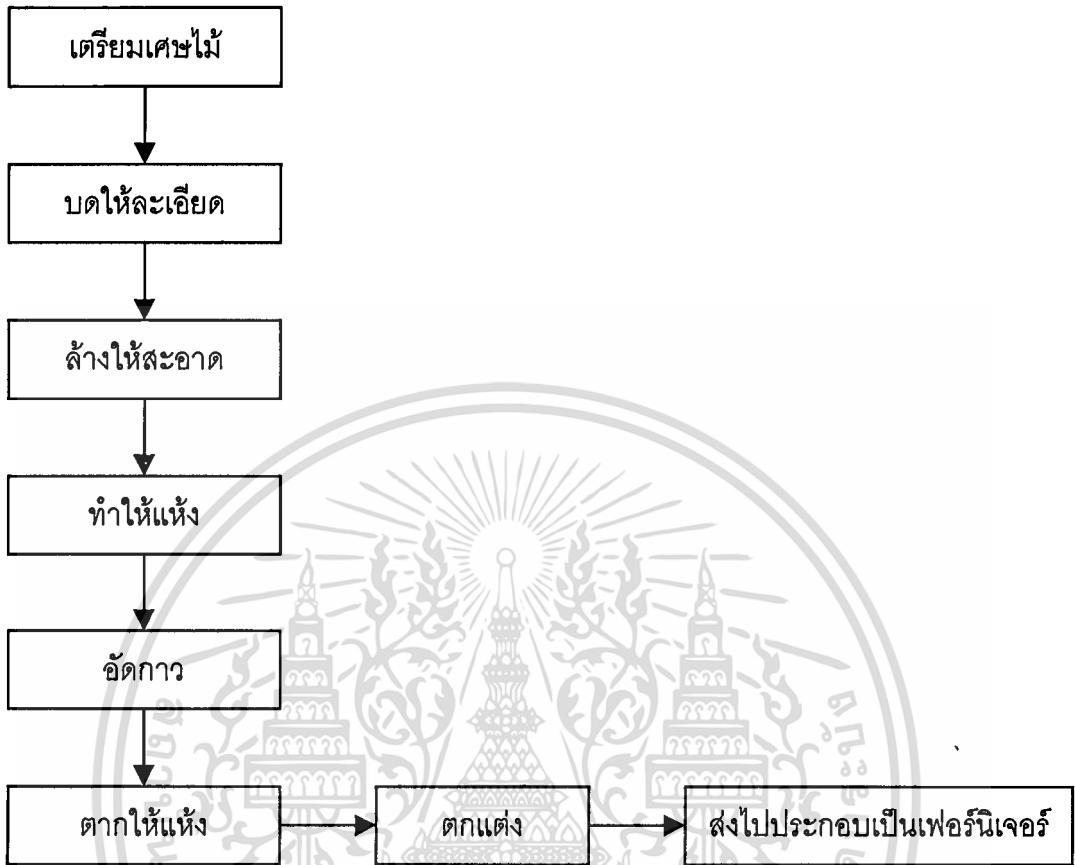 เตรียมเศษไม้
บดให้ละเอียด
ล้างให้สะอาด
ทำให้แห้ง
อัดกาว
ตากให้แห้ง
ตกแต่ง
ส่งไปประกอบเป็นเฟอร์นิเจอร์